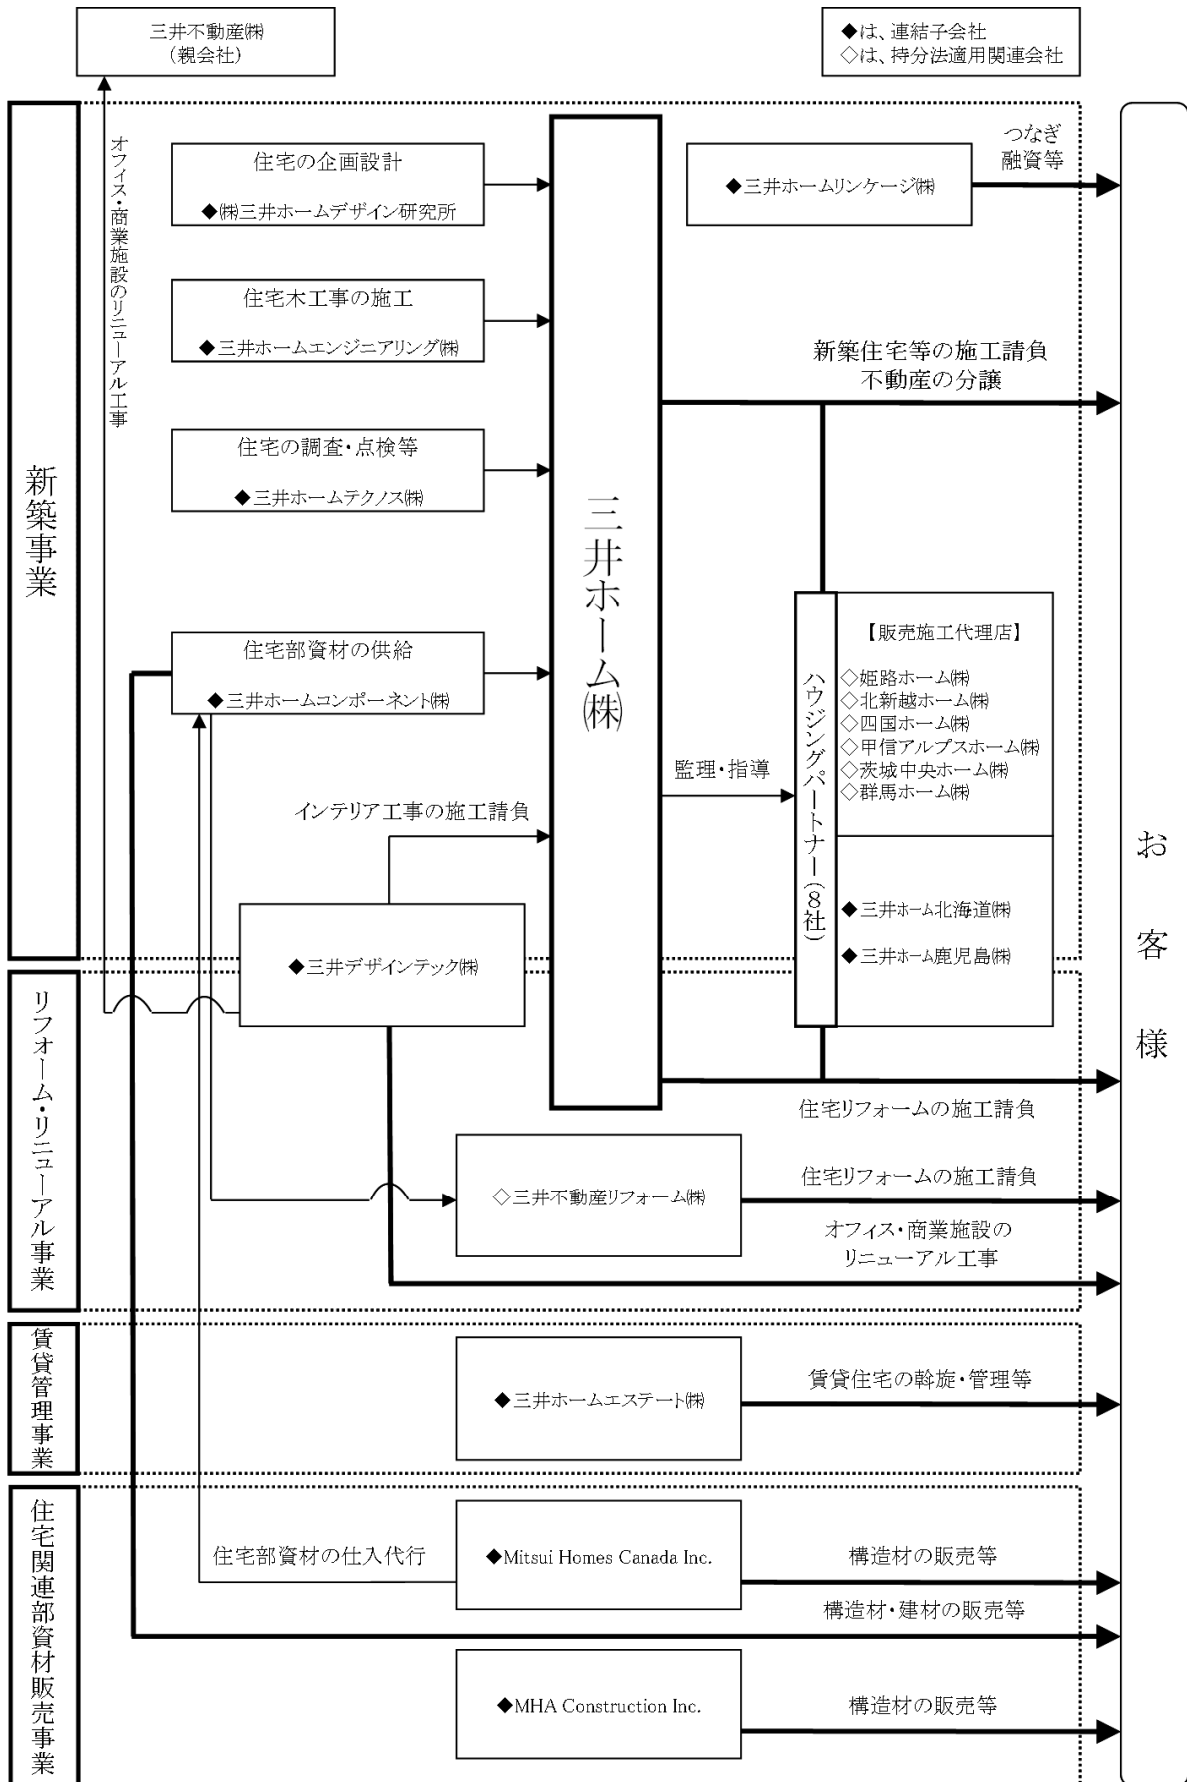 三井不動産㈱
（親会社）
◆は、連結子会社
◇は、持分法適用関連会社
新築事業
オフィス・商業施設のリニューアル工事
住宅の企画設計
◆㈱三井ホームデザイン研究所
住宅木工事の施工
◆三井ホームエンジニアリング㈱
住宅の調査・点検等
◆三井ホームテクノス㈱
住宅部資材の供給
◆三井ホームコンポーネント㈱
インテリア工事の施工請負
◆三井デザインテック㈱
三井ホーム㈱
◆三井ホームリンケージ㈱
つなぎ
融資等
新築住宅等の施工請負
不動産の分譲
監理・指導
ハウジングパートナー（８社）
【販売施工代理店】
◇姫路ホーム㈱
◇北新越ホーム㈱
◇四国ホーム㈱
◇甲信アルプスホーム㈱
◇茨城中央ホーム㈱
◇群馬ホーム㈱
◆三井ホーム北海道㈱
◆三井ホーム鹿児島㈱
お客様
リフォーム・リニューアル事業
住宅リフォームの施工請負
◇三井不動産リフォーム㈱
住宅リフォームの施工請負
オフィス・商業施設の
リニューアル工事
賃貸管理事業
◆三井ホームエステート㈱
賃貸住宅の斡旋・管理等
住宅関連部資材販売事業
住宅部資材の仕入代行
◆Mitsui Homes Canada Inc.
構造材の販売等
構造材・建材の販売等
◆MHA Construction Inc.
構造材の販売等